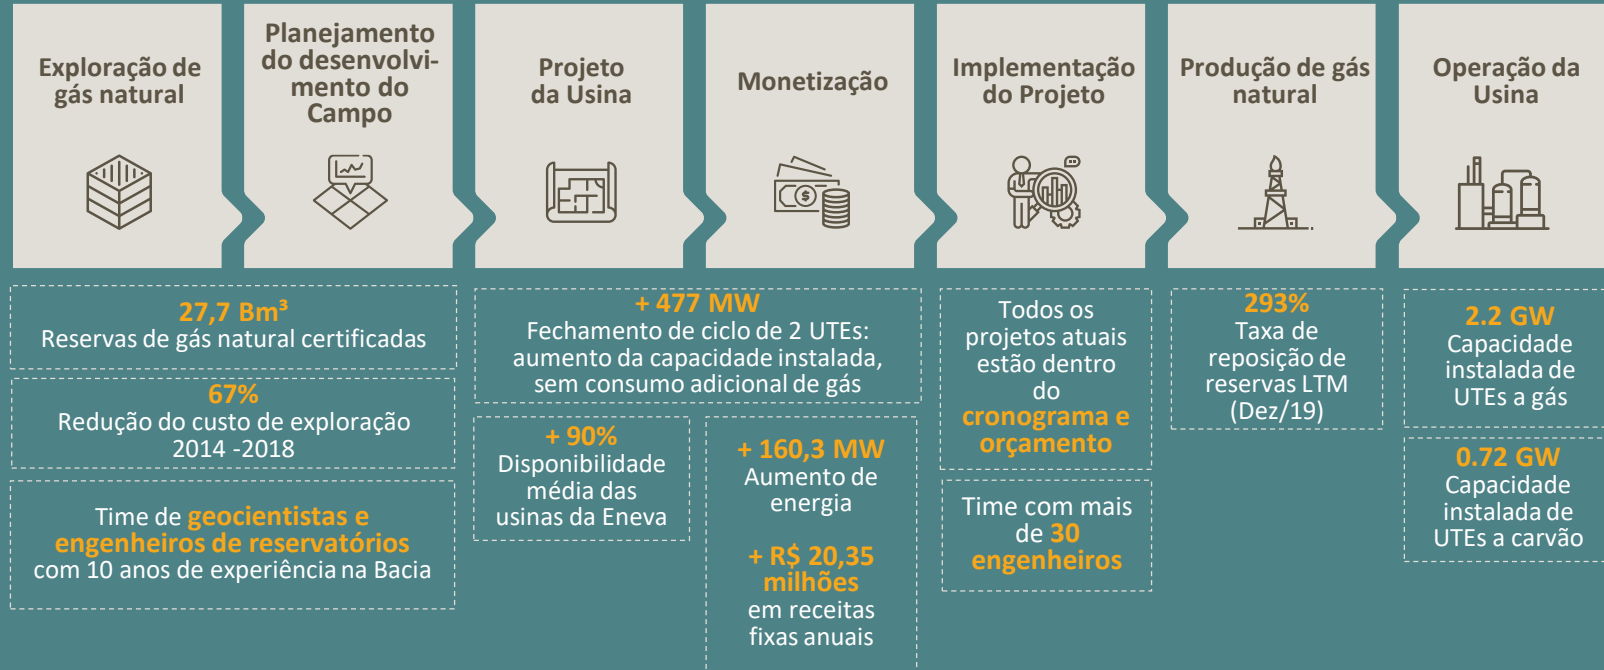 Exploração de
gás natural
Planejamento
do desenvolvi-
mento do
Campo
Projeto
da Usina
Monetização
Implementação
do Projeto
Produção de gás
natural
Operação da
Usina
27,7 Bm³
Reservas de gás natural certificadas
67%
Redução do custo de exploração
2014 -2018
Time de geocientistas e
engenheiros de reservatórios
com 10 anos de experiência na Bacia
+ 477 MW
Fechamento de ciclo de 2 UTEs:
aumento da capacidade instalada,
sem consumo adicional de gás
+ 90%
Disponibilidade
média das
usinas da Eneva
+ 160,3 MW
Aumento de
energia
+ R$ 20,35
milhões
em receitas
fixas anuais
Todos os
projetos atuais
estão dentro
do
cronograma e
orçamento
Time com mais
de 30
engenheiros
293%
Taxa de
reposição de
reservas LTM
(Dez/19)
2.2 GW
Capacidade
instalada de
UTEs a gás
0.72 GW
Capacidade
instalada de
UTEs a carvão